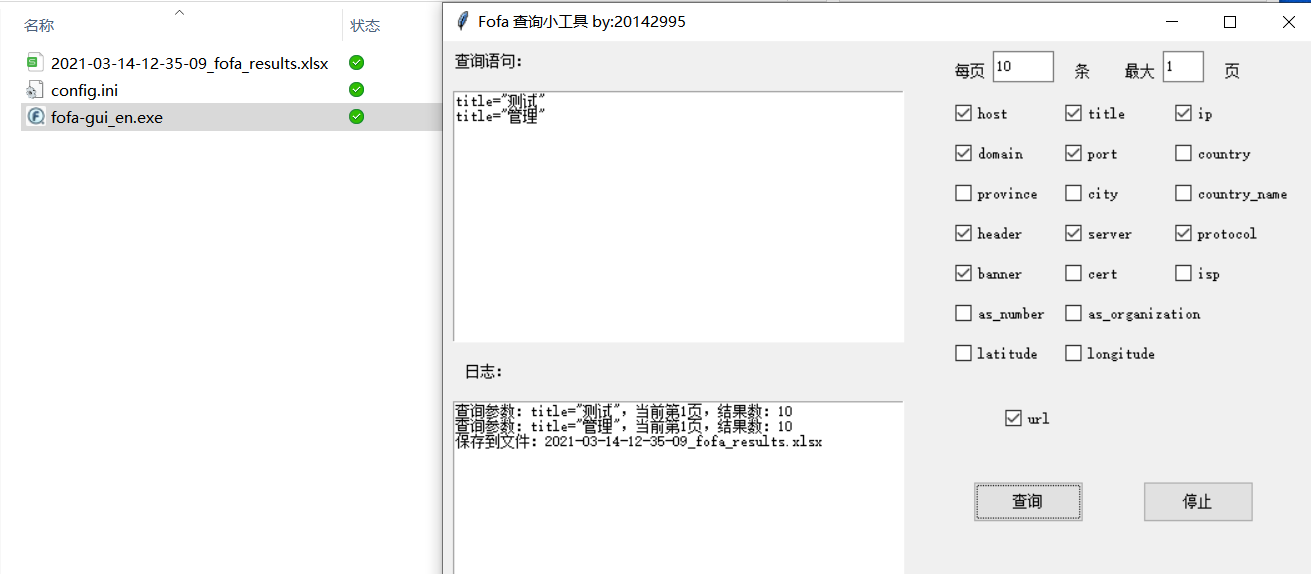 名称
状态
2021-03-14-12-35-09_fofa_results.xlsx
config.ini
fofa-gui_en.exe
Fofa 查询小工具 by:20142995
查询语句:
title="测试"
title="管理"
每页 10 条 最大 1 页
host title ip
domain port country
province city country_name
header server protocol
banner cert isp
as_number as_organization
latitude longitude
url
查询 停止
日志:
查询参数: title="测试", 当前第1页, 结果数: 10
查询参数: title="管理", 当前第1页, 结果数: 10
保存到文件: 2021-03-14-12-35-09_fofa_results.xlsx